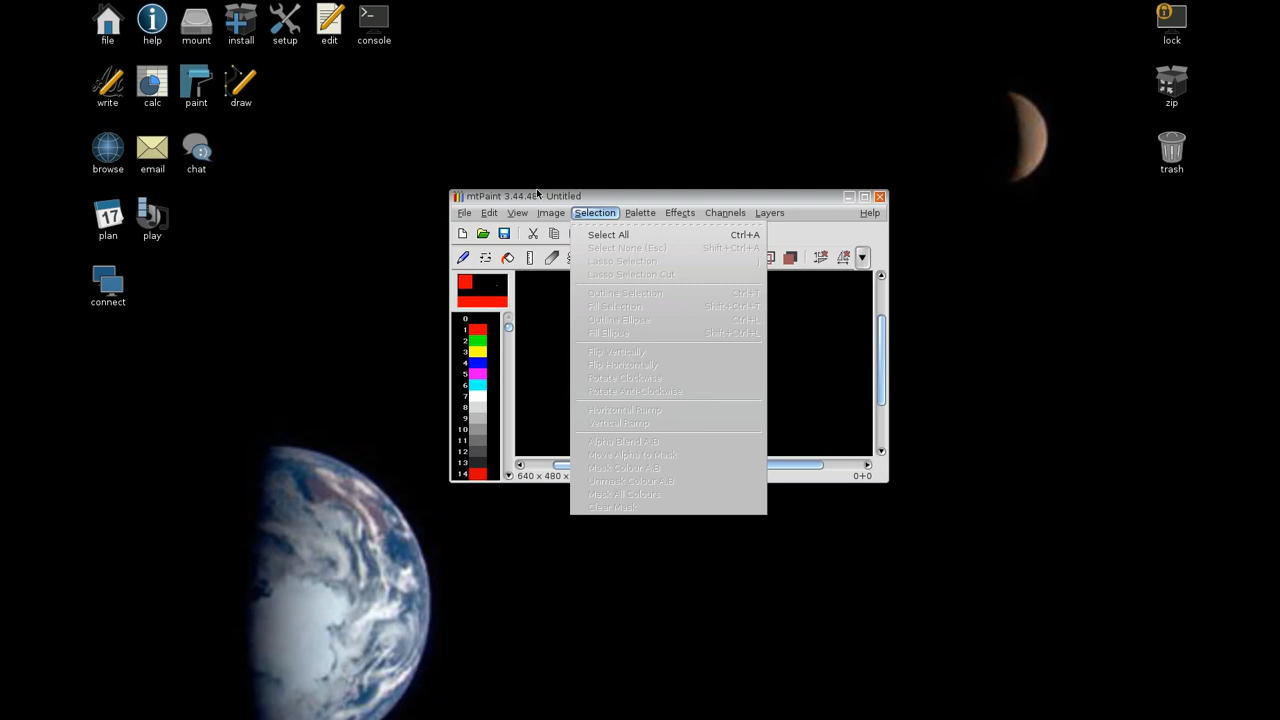 file help mount install setup edit console lock
write calc paint draw zip
browse email chat trash
17
plan play
connect
mtPaint 3.44.48 Untitled
File Edit View Image Selection Palette Effects Channels Layers Help
Select All Ctrl+A
Select None (Esc) Shift+Ctrl+A
Lasso Selection J
Lasso Selection Cut
Outline Selection Ctrl+T
Fill Selection Shift+Ctrl+T
Outline Ellipse Ctrl+L
Fill Ellipse Shift+Ctrl+L
Flip Vertically
Flip Horizontally
Rotate Clockwise
Rotate Anti-Clockwise
Horizontal Ramp
Vertical Ramp
Alpha Blend A,B
Move Alpha to Mask
Mask Colour A,B
Unmask Colour A,B
Mask All Colours
Clear Mask
0
1
2
3
4
5
6
7
8
9
10
11
12
13
14
640 x 480 x 0+0